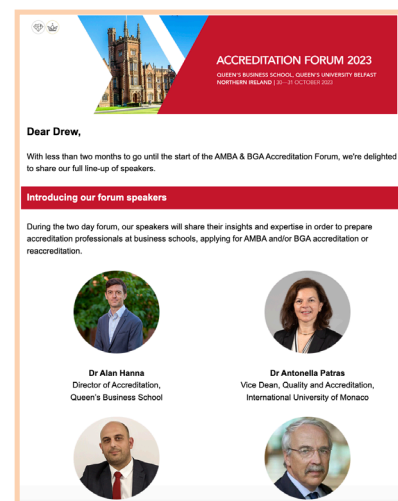 ACCREDITATION FORUM 2023
QUEEN'S BUSINESS SCHOOL, QUEEN'S UNIVERSITY BELFAST
NORTHERN IRELAND | 30–31 OCTOBER 2023
Dear Drew,
With less than two months to go until the start of the AMBA & BGA Accreditation Forum, we're delighted
to share our full line-up of speakers.
Introducing our forum speakers
During the two day forum, our speakers will share their insights and expertise in order to prepare
accreditation professionals at business schools, applying for AMBA and/or BGA accreditation or
reaccreditation.
Dr Alan Hanna
Director of Accreditation,
Queen's Business School
Dr Antonella Patras
Vice Dean, Quality and Accreditation,
International University of Monaco